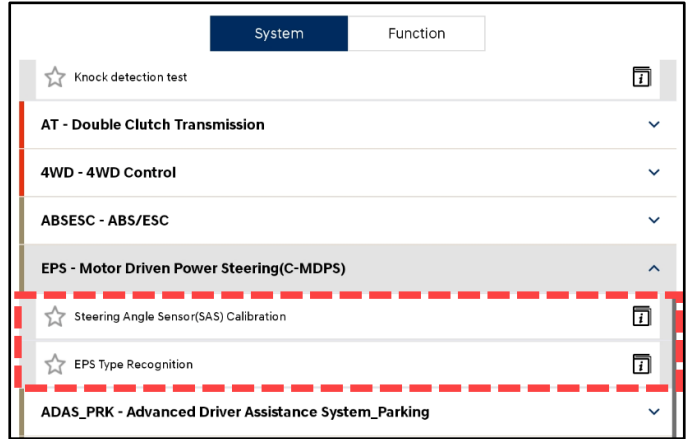 System Function
Knock detection test
AT - Double Clutch Transmission
4WD - 4WD Control
ABSESC - ABS/ESC
EPS - Motor Driven Power Steering(C-MDPS)
Steering Angle Sensor(SAS) Calibration
EPS Type Recognition
ADAS_PRK - Advanced Driver Assistance System_Parking